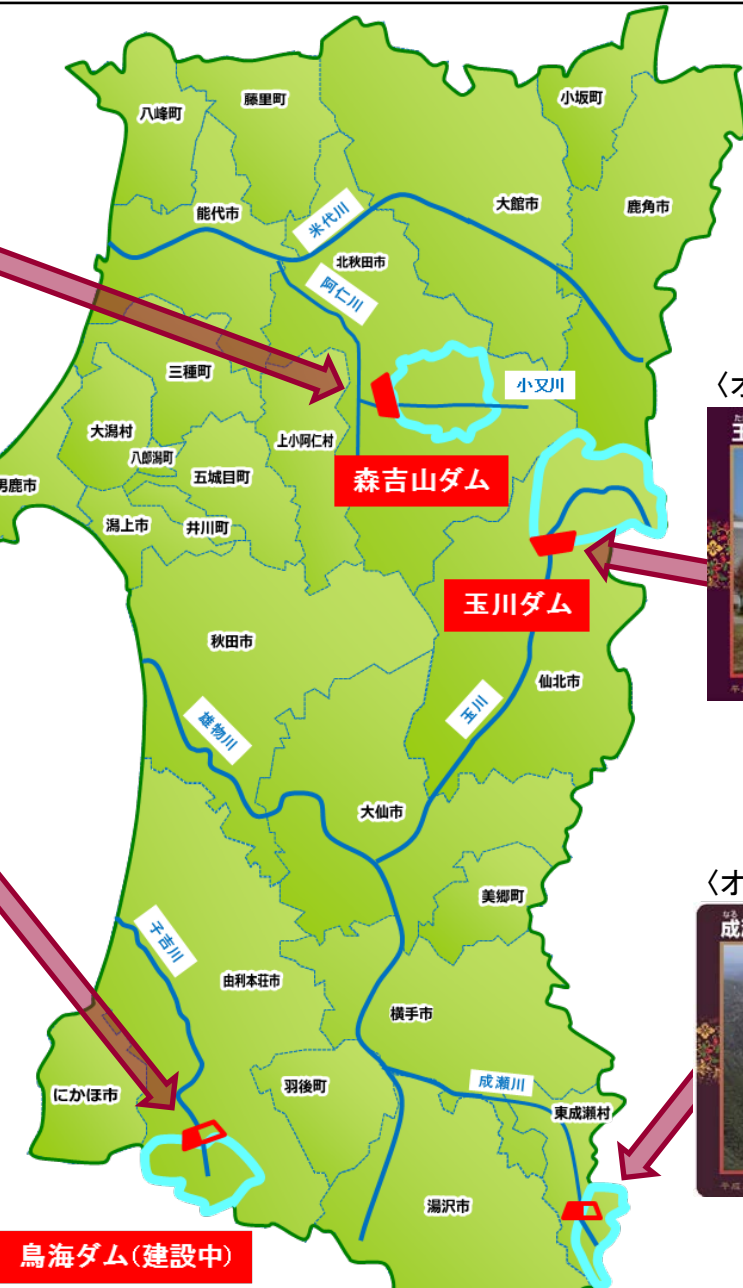 八峰町
藤里町
小坂町
能代市
米代川
大館市
鹿角市
北秋田市
阿仁川
三種町
小又川
〈オ
大潟村
八郎潟町
上小阿仁村
男鹿市
五城目町
森吉山ダム
潟上市
井川町
玉川ダム
秋田市
仙北市
玉川
雄物川
大仙市
〈オ
美郷町
子吉川
由利本荘市
横手市
成瀬川
羽後町
にかほ市
東成瀬村
湯沢市
鳥海ダム(建設中)